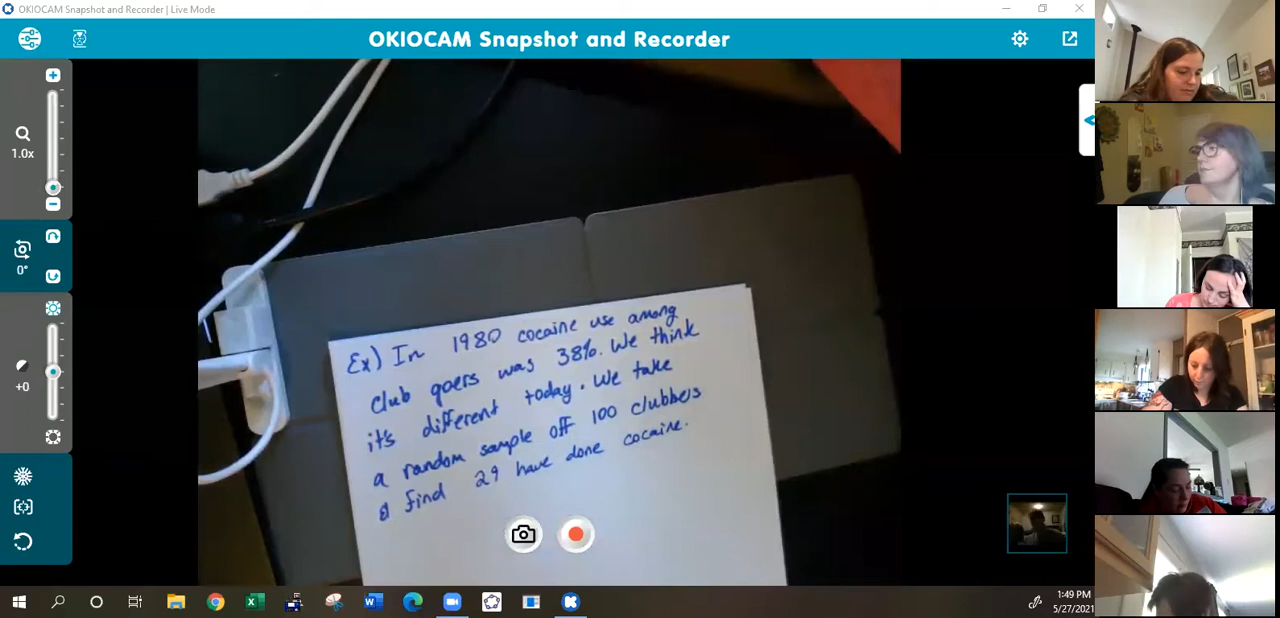 OKIOCAM Snapshot and Recorder | Live Mode
OKIOCAM Snapshot and Recorder
1.0x
0°
+0
Ex) In 1980 cocaine use among
club goers was 38%. We think
it's different today. We take
a random sample off 100 clubbers
& find 29 have done cocaine.
1:49 PM
5/27/2021